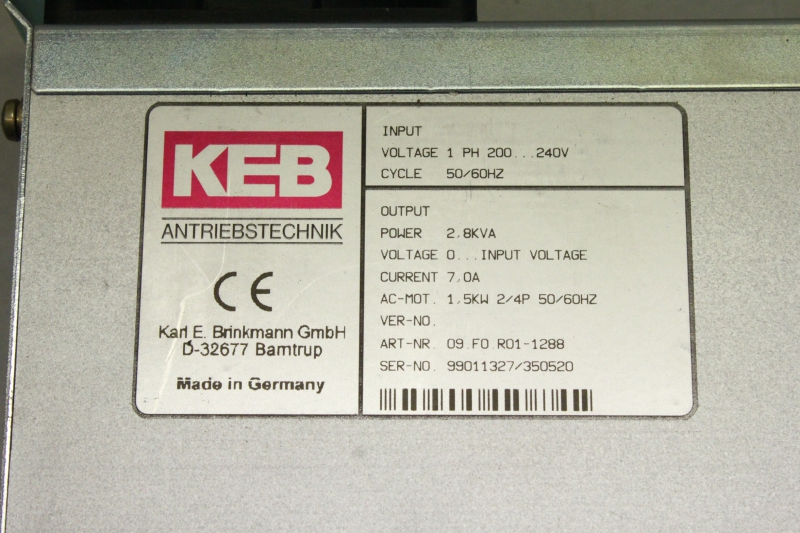 KEB
ANTRIEBSTECHNIK
CE
Karl E. Brinkmann GmbH
D-32677 Barntrup
Made in Germany
INPUT
VOLTAGE 1 PH 200...240V
CYCLE 50/60HZ
OUTPUT
POWER 2,8KVA
VOLTAGE 0...INPUT VOLTAGE
CURRENT 7,0A
AC-MOT. 1,5KW 2/4P 50/60HZ
VER-NO.
ART-NR. 09.F0.R01-1288
SER-NO. 99011327/350520